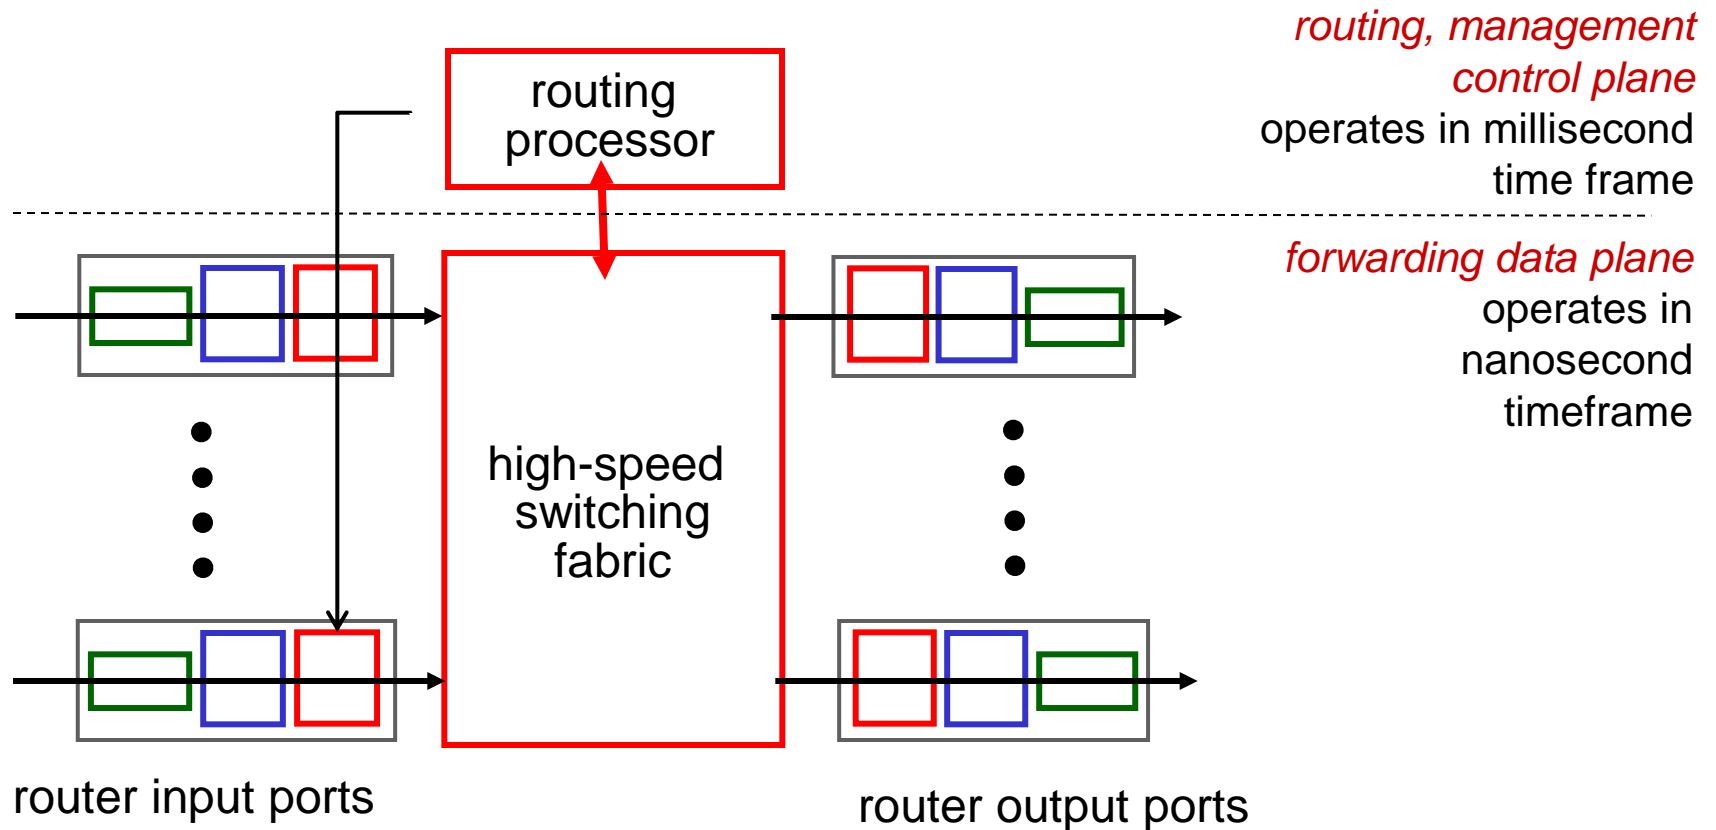 routing, management
control plane
operates in millisecond
time frame
routing
processor
forwarding data plane
operates in
nanosecond
timeframe
high-speed
switching
fabric
router input ports
router output ports